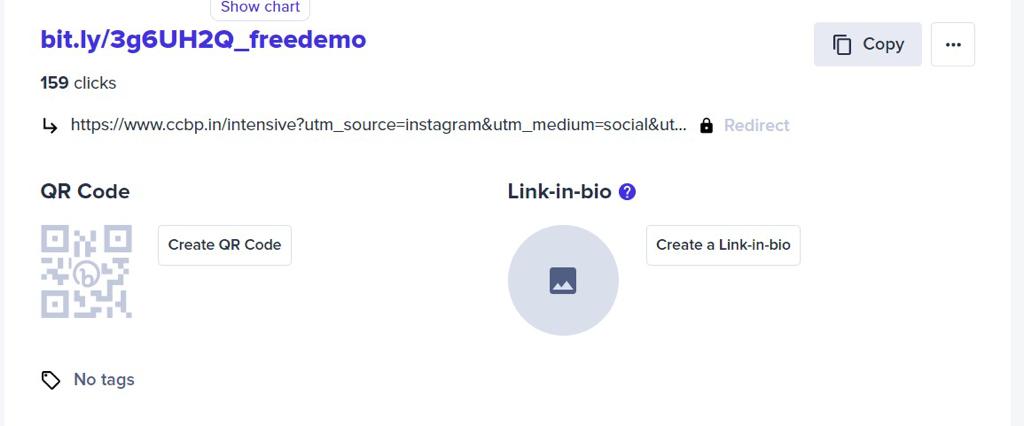 Show chart
bit.ly/3g6UH2Q_freedemo
Copy
159 clicks
https://www.ccbp.in/intensive?utm_source=instagram&utm_medium=social&ut... Redirect
QR Code
Link-in-bio ?
Create QR Code
Create a Link-in-bio
No tags